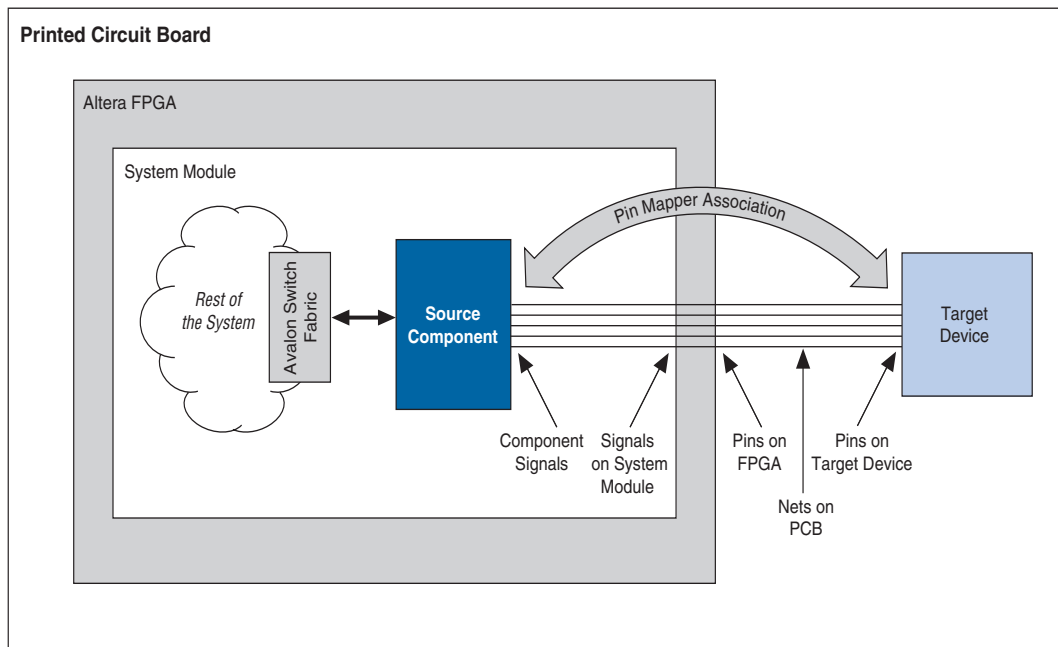 Printed Circuit Board
Altera FPGA
System Module
Pin Mapper Association
Rest of
the System
Avalon Switch
Fabric
Source
Component
Target
Device
Component
Signals
Signals
on System
Module
Pins on
FPGA
Pins on
Target Device
Nets on
PCB